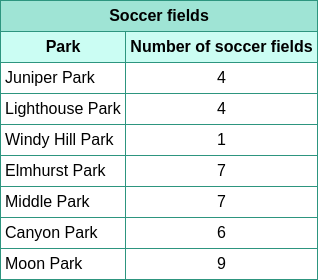 Soccer fields
Park Number of soccer fields
Juniper Park 4
Lighthouse Park 4
Windy Hill Park 1
Elmhurst Park 7
Middle Park 7
Canyon Park 6
Moon Park 9